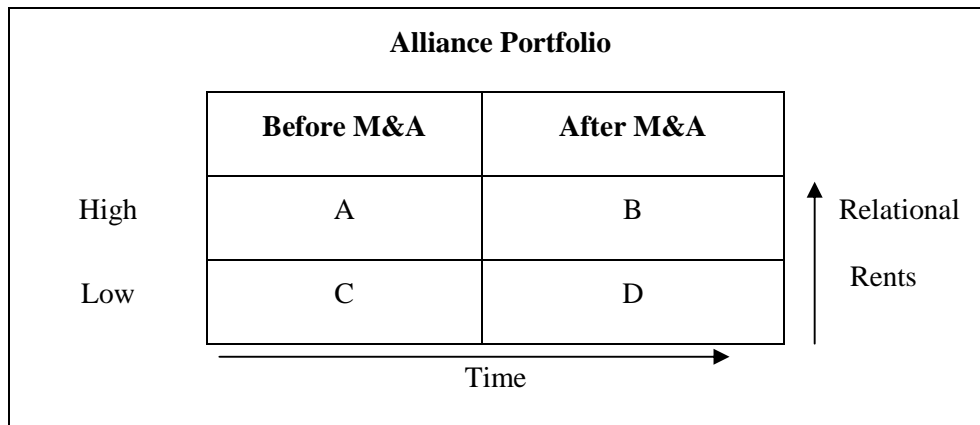 Alliance Portfolio
Before M&A After M&A
High A B Relational
Rents
Low C D
Time